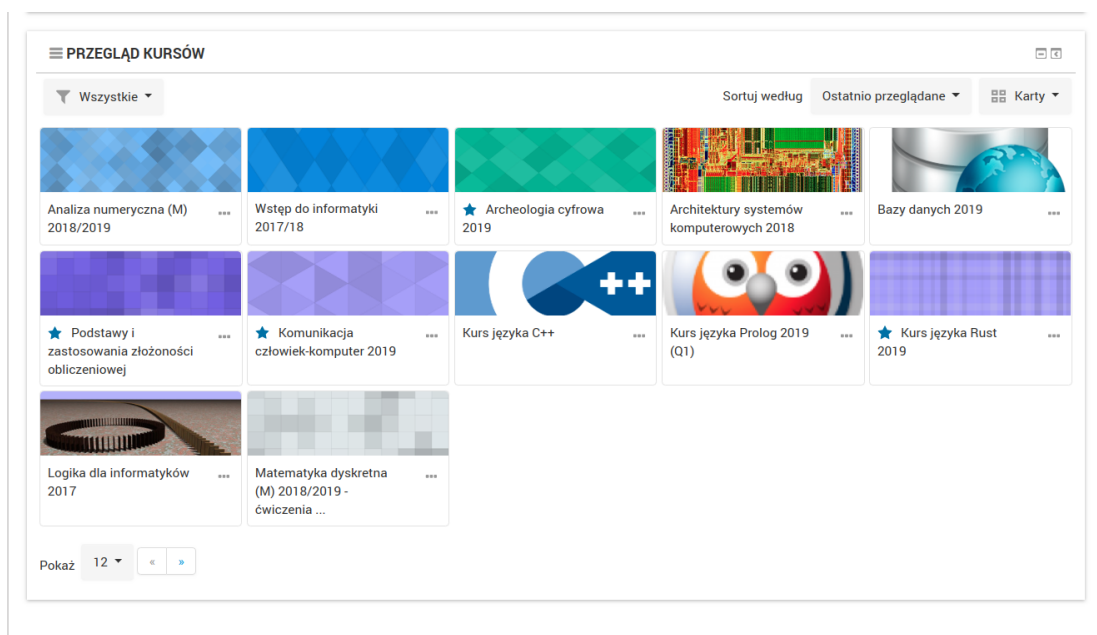 PRZEGLĄD KURSÓW
Wszystkie
Sortuj według Ostatnio przeglądane Karty
Analiza numeryczna (M)
2018/2019
Wstęp do informatyki
2017/18
Archeologia cyfrowa
2019
Architektury systemów
komputerowych 2018
Bazy danych 2019
Podstawy i
zastosowania złożoności
obliczeniowej
Komunikacja
człowiek-komputer 2019
++
Kurs języka C++
Kurs języka Prolog 2019
(Q1)
Kurs języka Rust
2019
Logika dla informatyków
2017
Matematyka dyskretna
(M) 2018/2019 -
ćwiczenia ...
Pokaż 12 « »